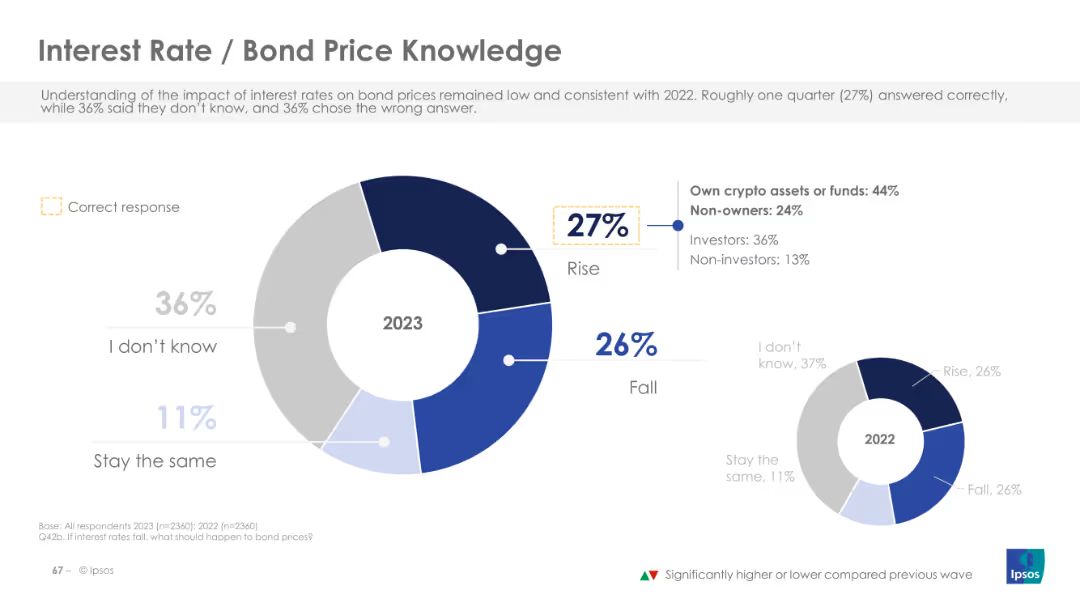 Interest Rate / Bond Price Knowledge
Understanding of the impact of interest rates on bond prices remained low and consistent with 2022. Roughly one quarter (27%) answered correctly,
while 36% said they don't know, and 36% chose the wrong answer.
Correct response
27%
Rise
Own crypto assets or funds: 44%
Non-owners: 24%
Investors: 36%
Non-investors: 13%
36%
I don't know
2023
26%
Fall
11%
Stay the same
I don't
know, 37%
Rise, 26%
2022
Stay the
same, 11%
Fall, 26%
Base: All respondents 2023 (n=2360); 2022 (n=2360)
Q42b. If interest rates fall, what should happen to bond prices?
67 – © Ipsos
Significantly higher or lower compared previous wave
Ipsos